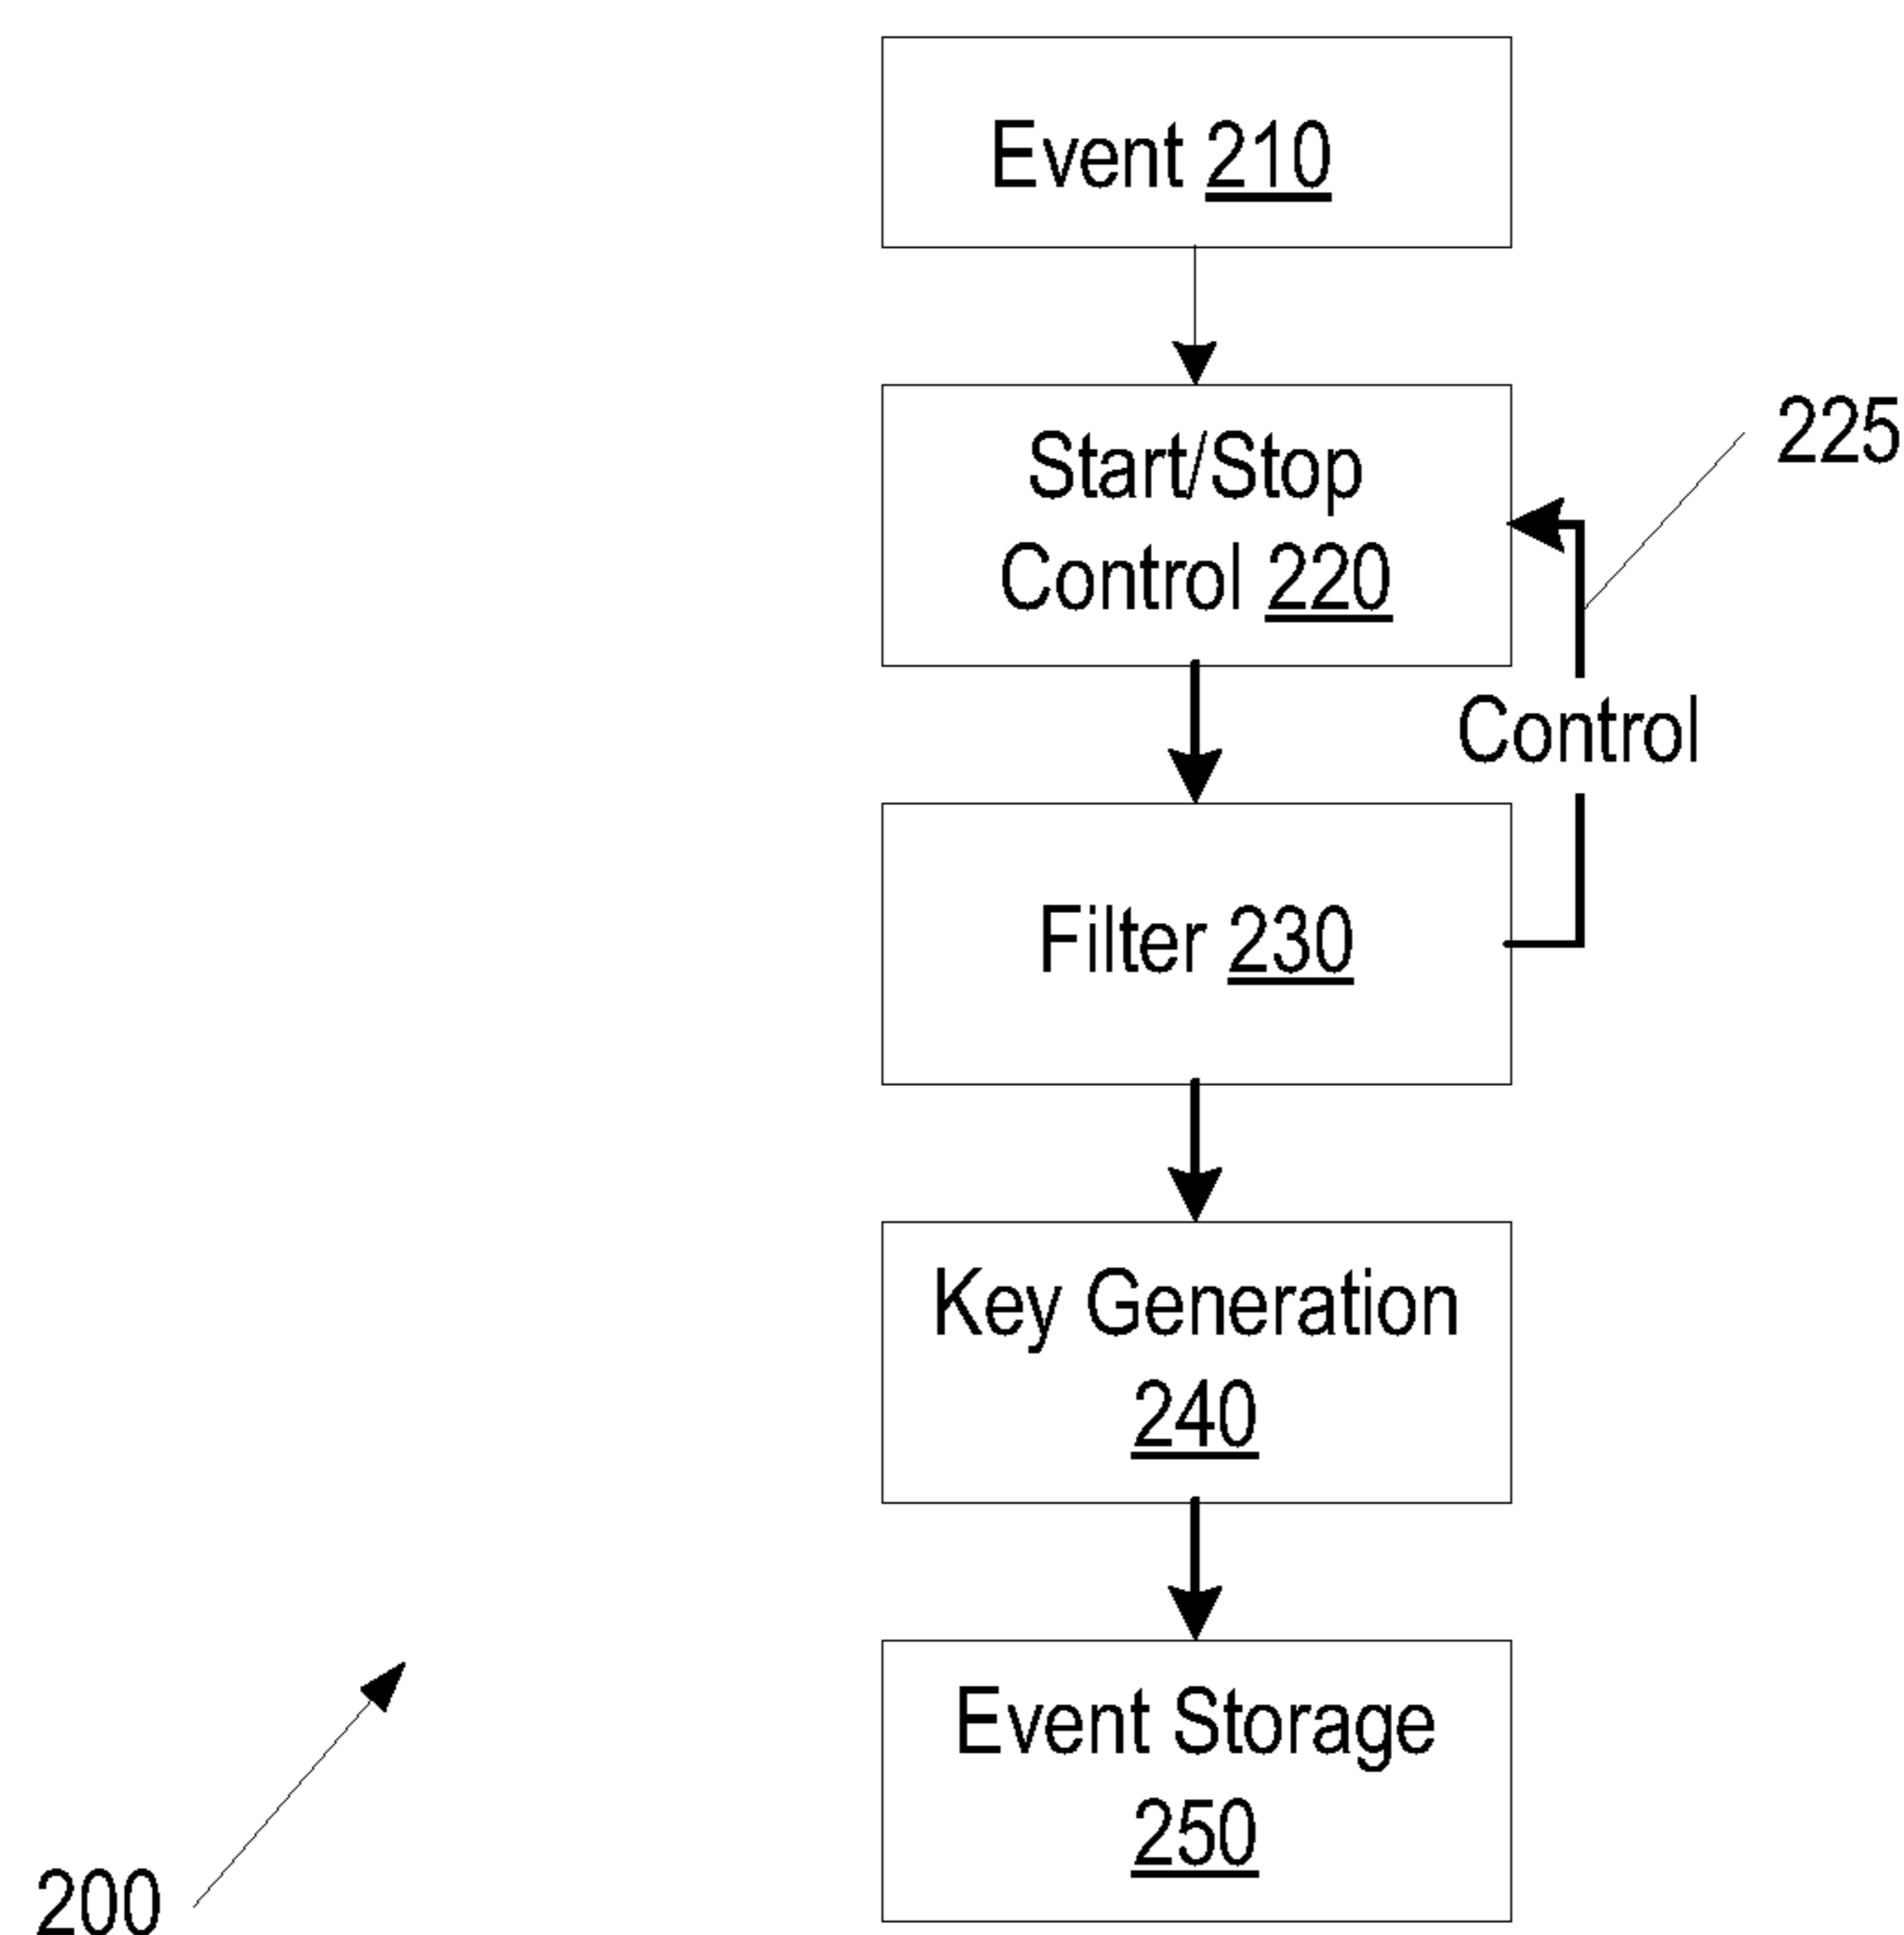 Event 210
Start/Stop
Control 220
225
Control
Filter 230
Key Generation
240
Event Storage
250
200